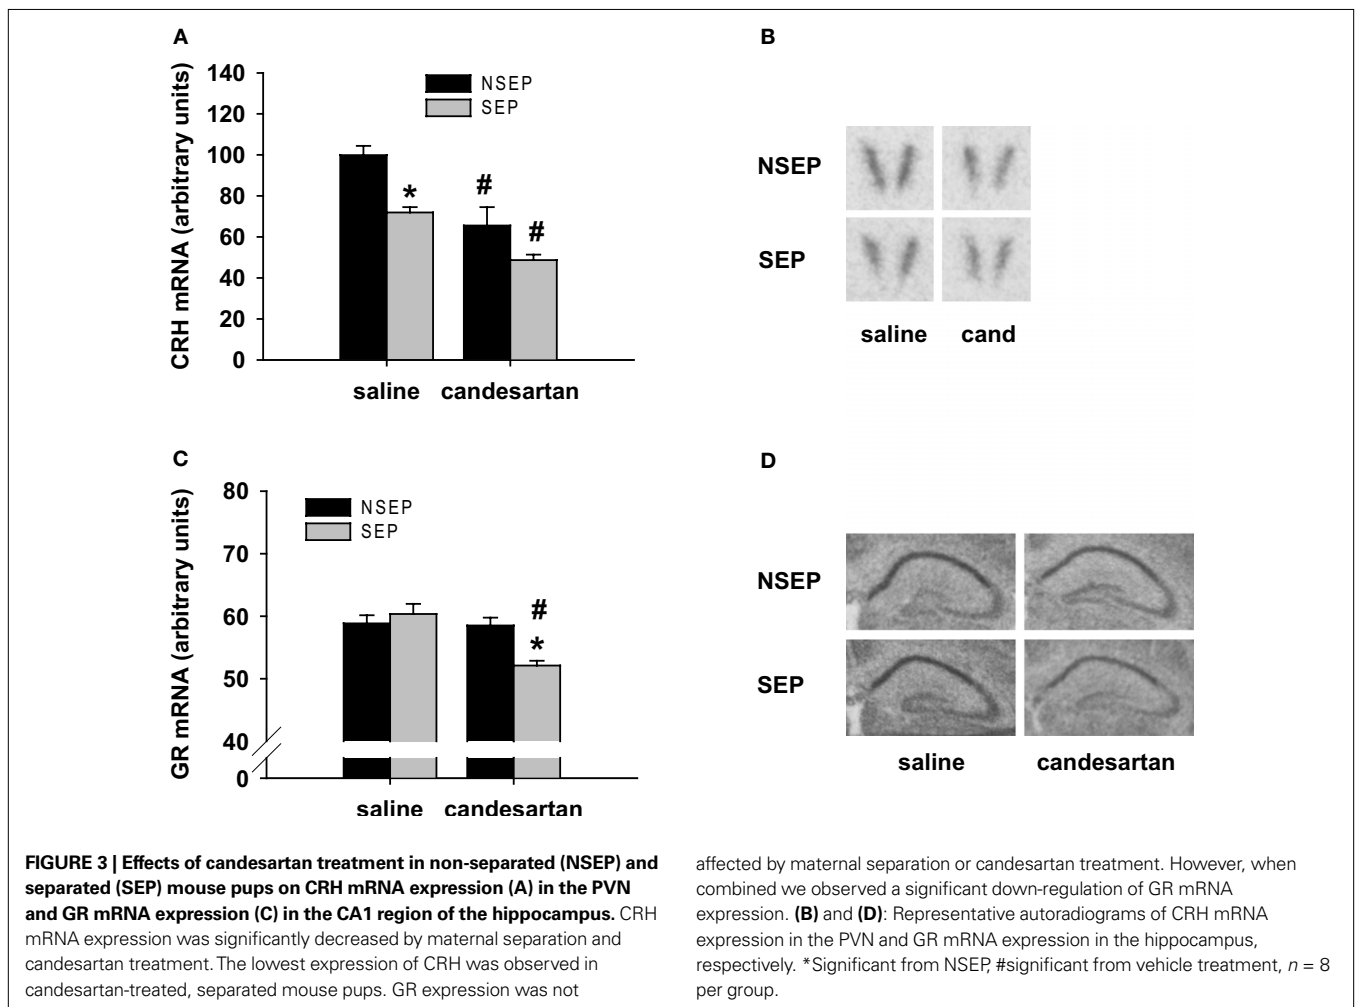 A
CRH mRNA (arbitrary units)
140
120
100
80
60
40
20
0
NSEP
SEP
*
#
#
saline candesartan
B
NSEP
SEP
saline cand
C
GR mRNA (arbitrary units)
80
70
60
50
40
0
NSEP
SEP
#
*
saline candesartan
D
NSEP
SEP
saline candesartan
FIGURE 3 | Effects of candesartan treatment in non-separated (NSEP) and
separated (SEP) mouse pups on CRH mRNA expression (A) in the PVN
and GR mRNA expression (C) in the CA1 region of the hippocampus. CRH
mRNA expression was significantly decreased by maternal separation and
candesartan treatment. The lowest expression of CRH was observed in
candesartan-treated, separated mouse pups. GR expression was not
affected by maternal separation or candesartan treatment. However, when
combined we observed a significant down-regulation of GR mRNA
expression. (B) and (D): Representative autoradiograms of CRH mRNA
expression in the PVN and GR mRNA expression in the hippocampus,
respectively. *Significant from NSEP, #significant from vehicle treatment, n = 8
per group.